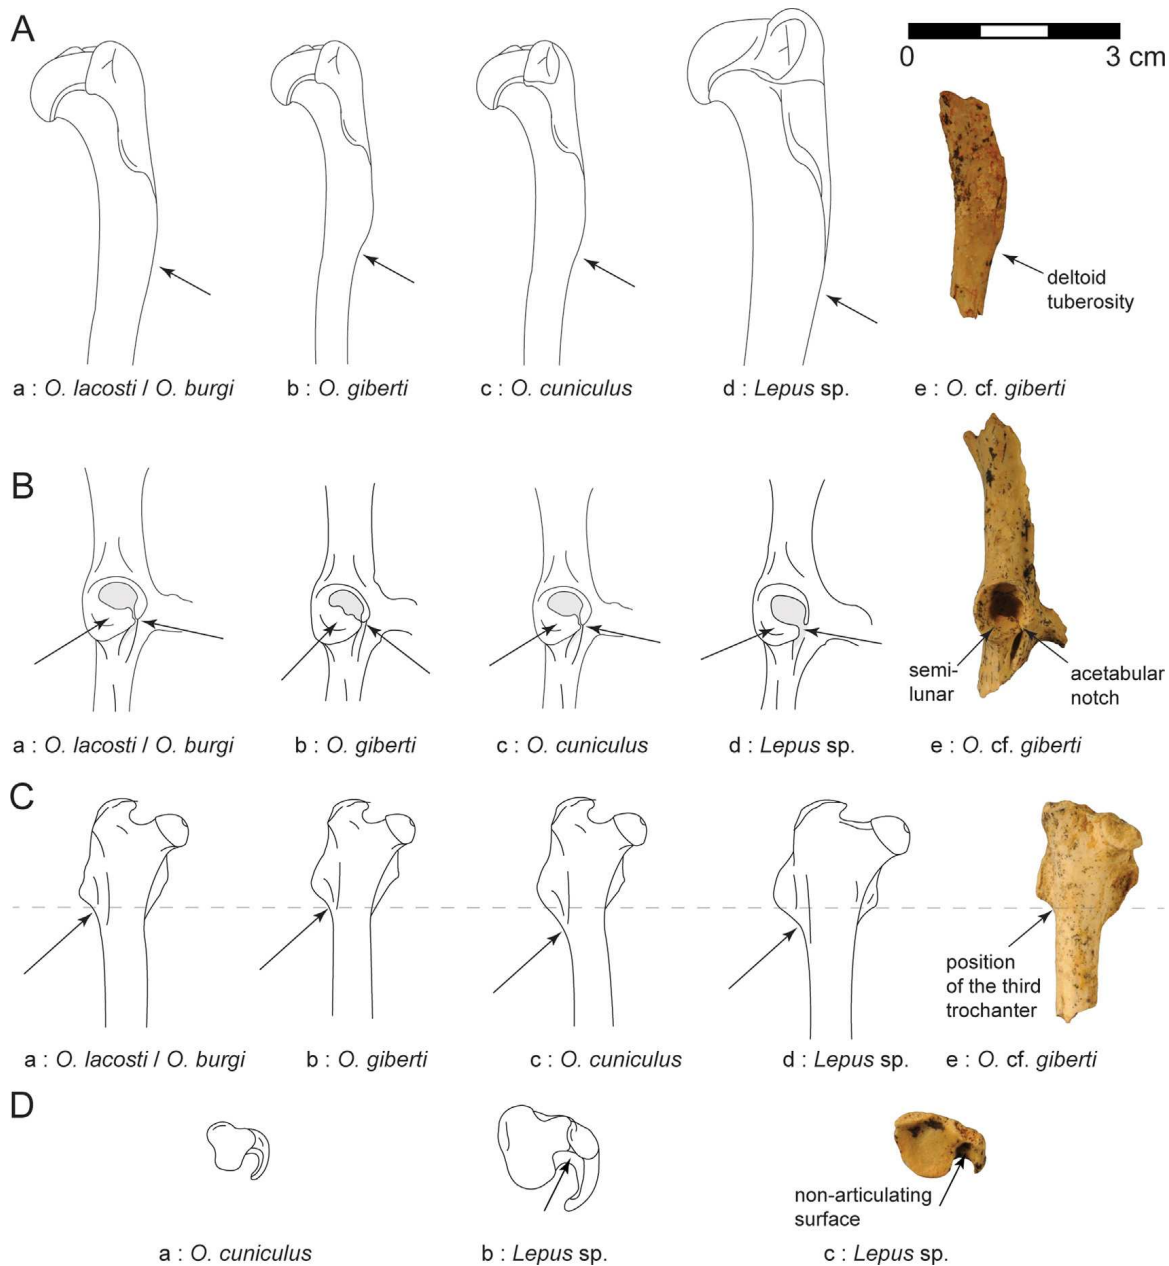 A
0 3 cm
deltoid
tuberosity
a : O. lacosti / O. burgi
b : O. giberti
c : O. cuniculus
d : Lepus sp.
e : O. cf. giberti
B
semi-
lunar
acetabular
notch
a : O. lacosti / O. burgi
b : O. giberti
c : O. cuniculus
d : Lepus sp.
e : O. cf. giberti
C
position
of the third
trochanter
a : O. lacosti / O. burgi
b : O. giberti
c : O. cuniculus
d : Lepus sp.
e : O. cf. giberti
D
non-articulating
surface
a : O. cuniculus
b : Lepus sp.
c : Lepus sp.